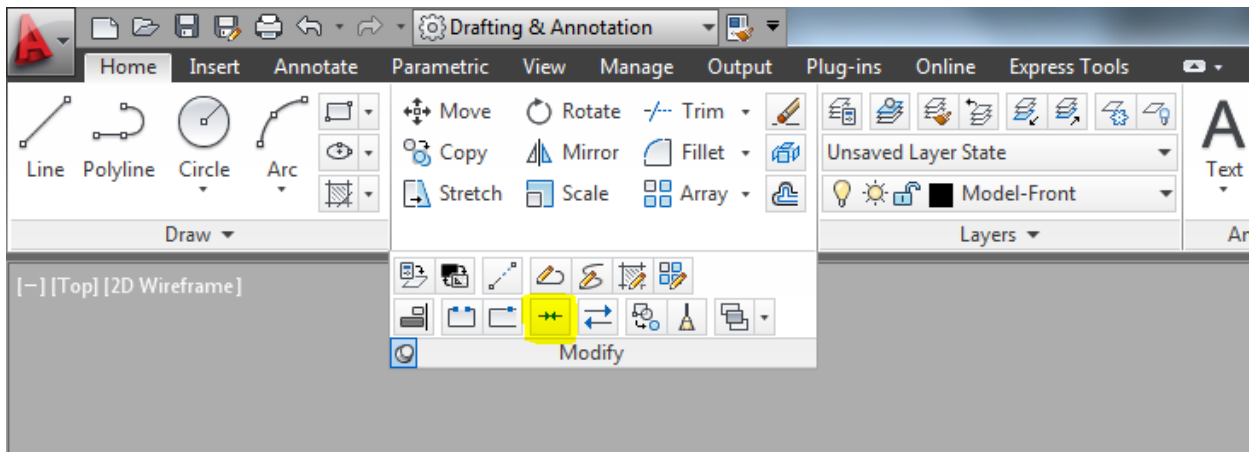 Drafting & Annotation
Home Insert Annotate Parametric View Manage Output Plug-ins Online Express Tools
Line Polyline Circle Arc
Move Rotate Trim
Copy Mirror Fillet
Stretch Scale Array
Unsaved Layer State
Model-Front
A
Text
Draw
Layers
An
[−] [Top] [2D Wireframe]
Modify